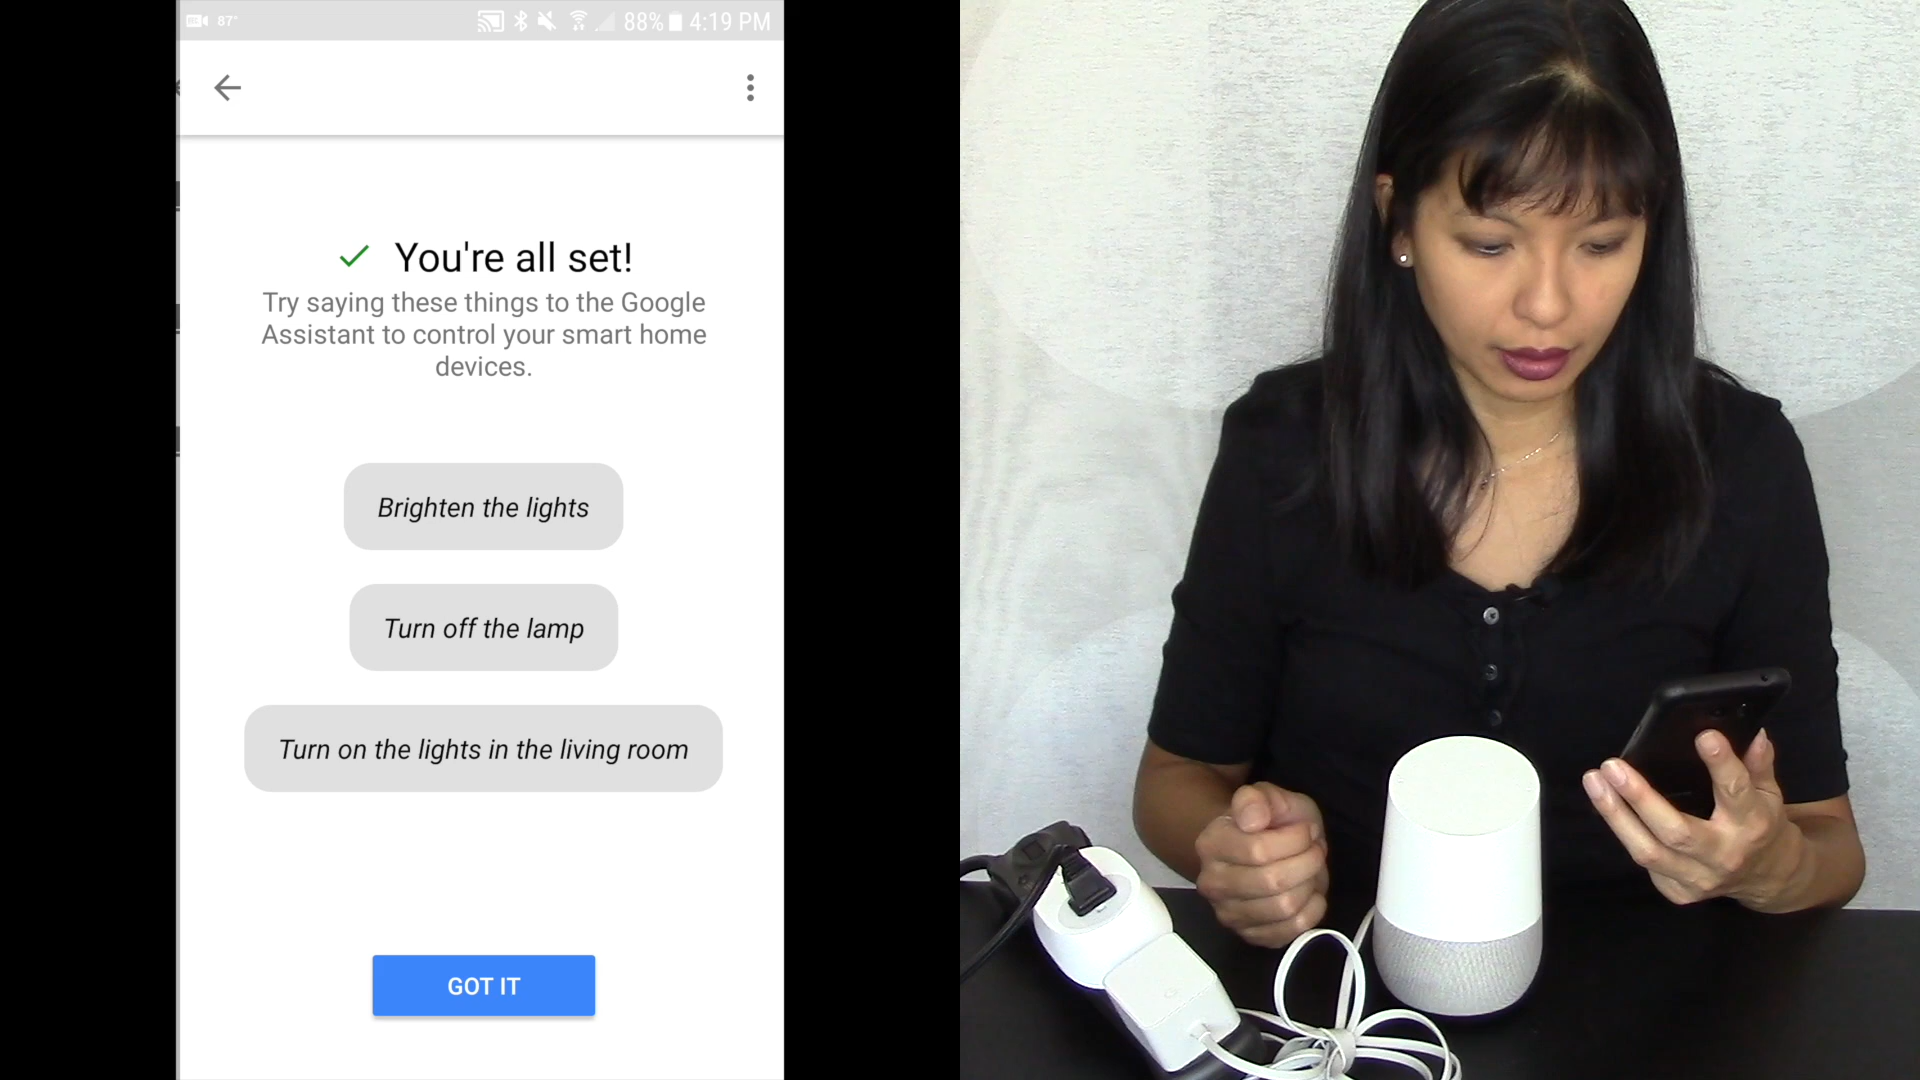 87°
88% 4:19 PM
You're all set!
Try saying these things to the Google
Assistant to control your smart home
devices.
Brighten the lights
Turn off the lamp
Turn on the lights in the living room
GOT IT